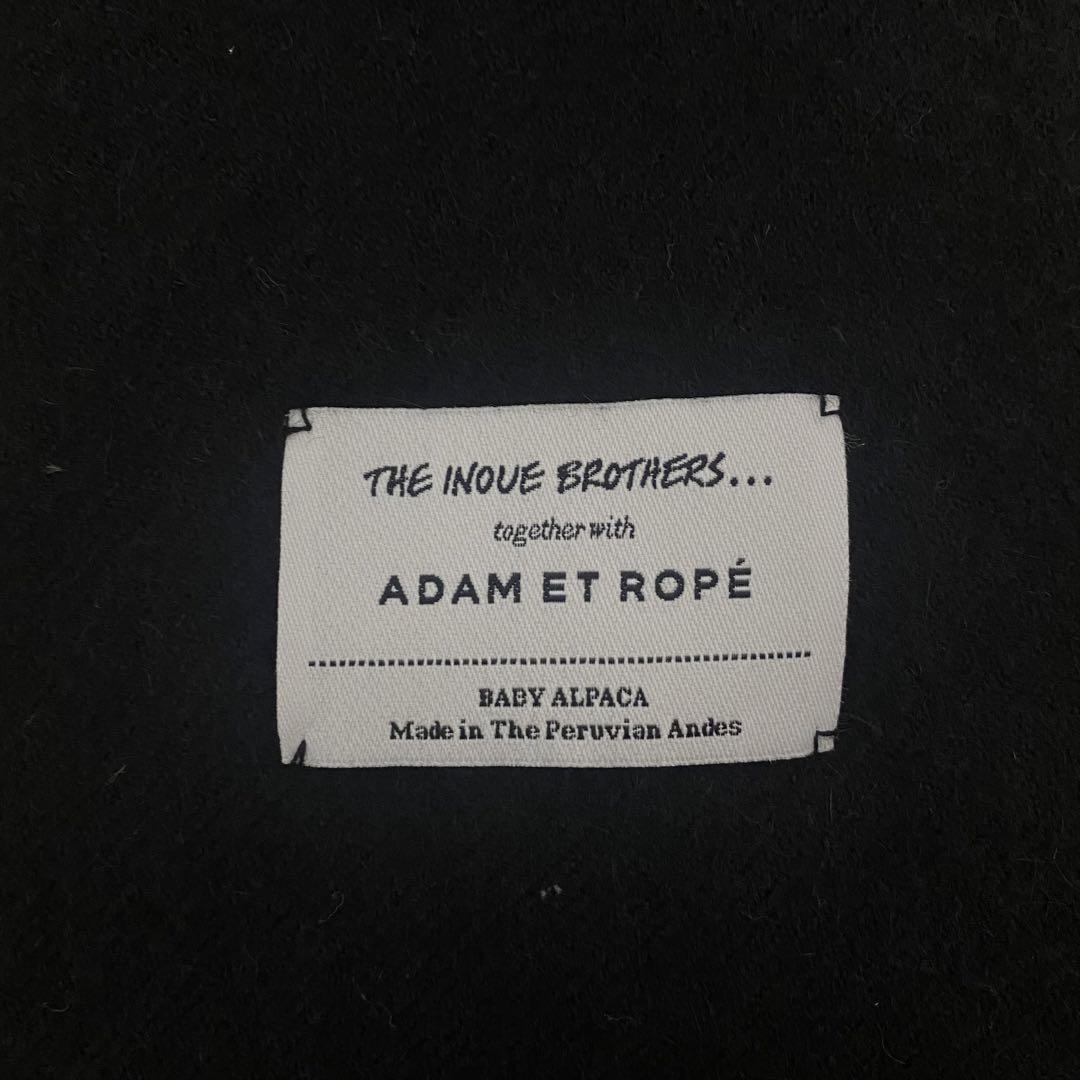 THE INOUE BROTHERS...
together with
ADAM ET ROPÉ
BABY ALPACA
Made in The Peruvian Andes